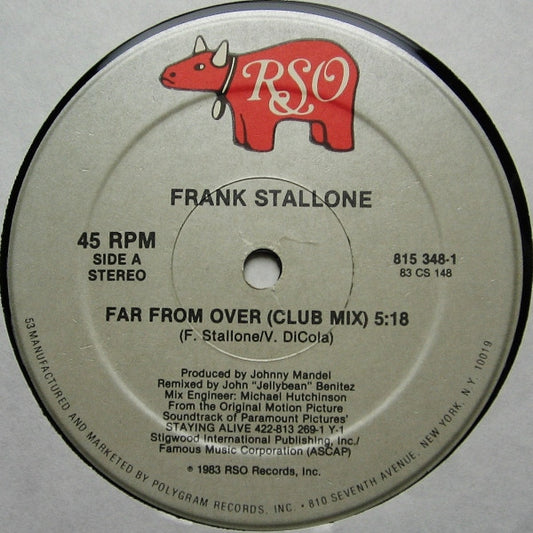 RSO
FRANK STALLONE
45 RPM
SIDE A
STEREO
815 348-1
83 CS 148
FAR FROM OVER (CLUB MIX) 5:18
(F. Stallone/V. DiCola)
Produced by Johnny Mandel
Remixed by John "Jellybean" Benitez
Mix Engineer: Michael Hutchinson
From the Original Motion Picture
Soundtrack of Paramount Pictures'
STAYING ALIVE 422-813 269-1 Y-1
Stigwood International Publishing, Inc./
Famous Music Corporation (ASCAP)
℗ 1983 RSO Records, Inc.
53 MANUFACTURED AND MARKETED BY POLYGRAM RECORDS, INC. • 810 SEVENTH AVENUE, NEW YORK, N.Y. 10019